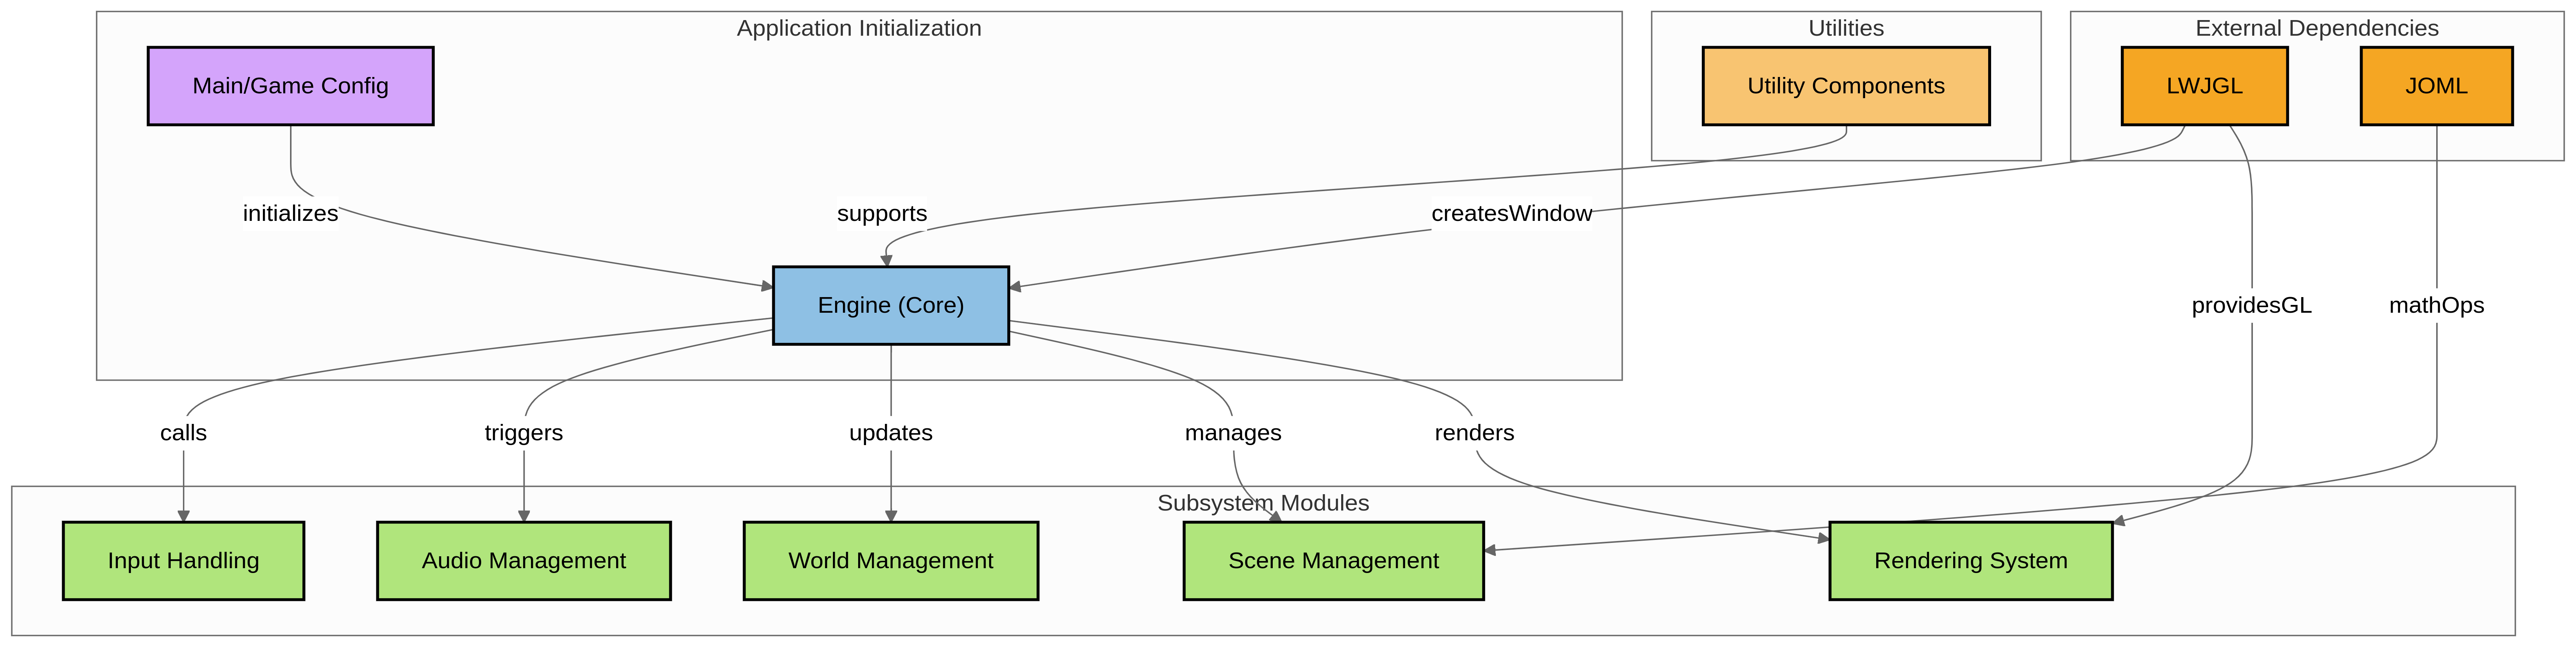 Application Initialization
Utilities
External Dependencies
Main/Game Config
Utility Components
LWJGL
JOML
initializes
supports
createsWindow
Engine (Core)
providesGL
mathOps
calls
triggers
updates
manages
renders
Subsystem Modules
Input Handling
Audio Management
World Management
Scene Management
Rendering System